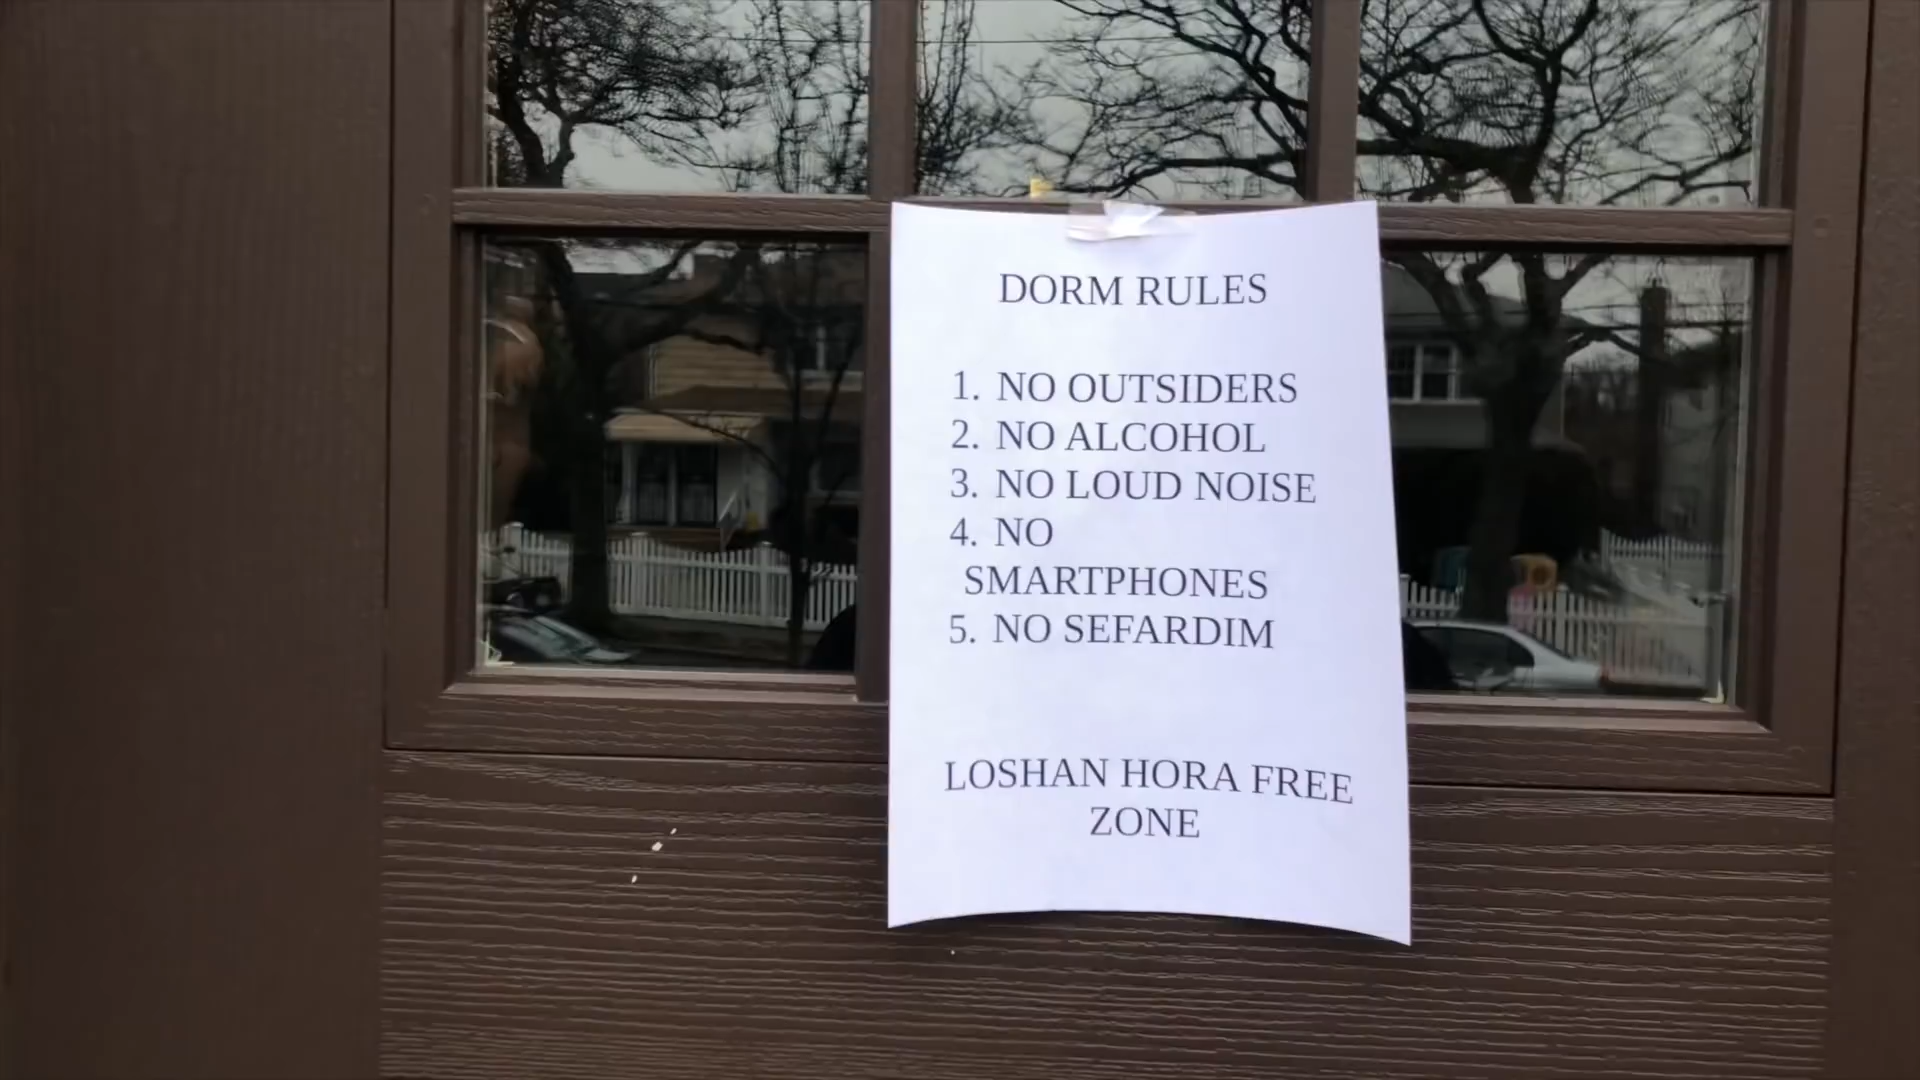 DORM RULES
1. NO OUTSIDERS
2. NO ALCOHOL
3. NO LOUD NOISE
4. NO
SMARTPHONES
5. NO SEFARDIM
LOSHAN HORA FREE
ZONE